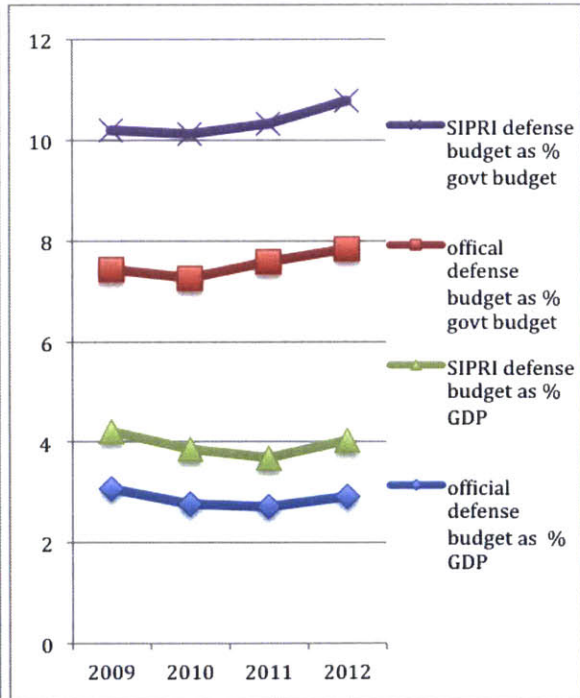 12
10
8
6
4
2
0
2009 2010 2011 2012
SIPRI defense
budget as %
govt budget
offical
defense
budget as %
govt budget
SIPRI defense
budget as %
GDP
official
defense
budget as %
GDP